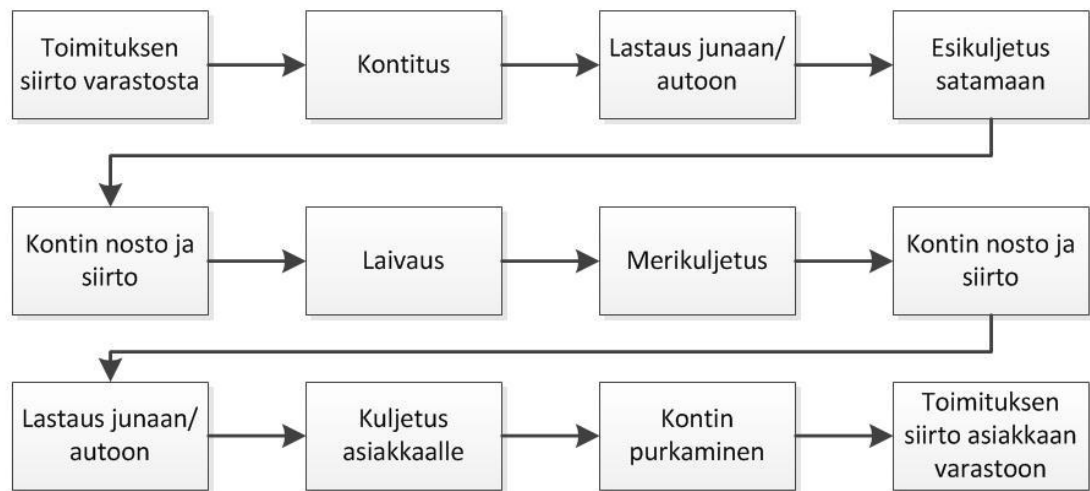 Toimituksen
siirto varastosta
Kontitus
Lastaus junaan/
autoon
Esikuljetus
satamaan
Kontin nosto ja
siirto
Laivaus
Merikuljetus
Kontin nosto ja
siirto
Lastaus junaan/
autoon
Kuljetus
asiakkaalle
Kontin
purkaminen
Toimituksen
siirto asiakkaan
varastoon